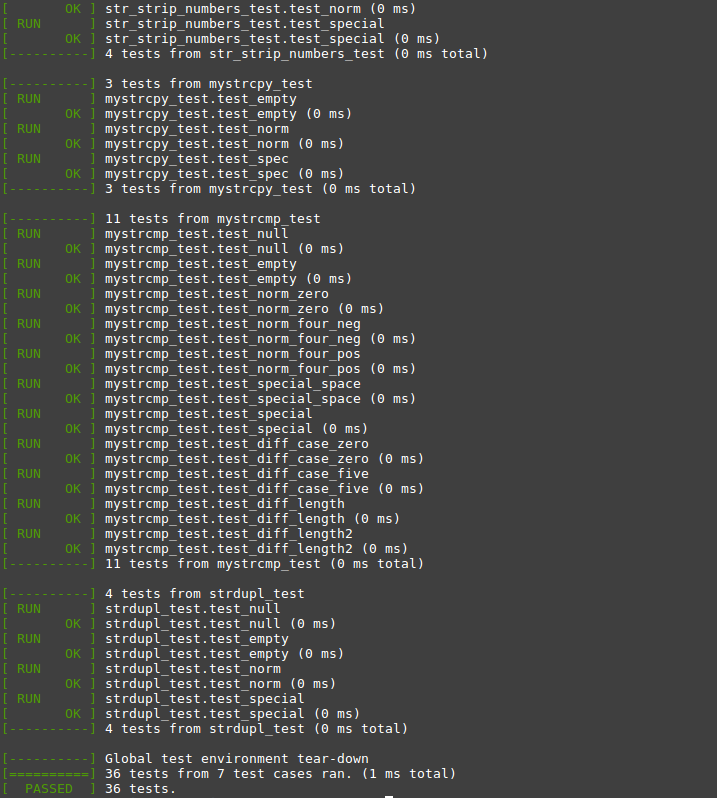 [       OK ] str_strip_numbers_test.test_norm (0 ms)
[ RUN      ] str_strip_numbers_test.test_special
[       OK ] str_strip_numbers_test.test_special (0 ms)
[----------] 4 tests from str_strip_numbers_test (0 ms total)

[----------] 3 tests from mystrcpy_test
[ RUN      ] mystrcpy_test.test_empty
[       OK ] mystrcpy_test.test_empty (0 ms)
[ RUN      ] mystrcpy_test.test_norm
[       OK ] mystrcpy_test.test_norm (0 ms)
[ RUN      ] mystrcpy_test.test_spec
[       OK ] mystrcpy_test.test_spec (0 ms)
[----------] 3 tests from mystrcpy_test (0 ms total)

[----------] 11 tests from mystrcmp_test
[ RUN      ] mystrcmp_test.test_null
[       OK ] mystrcmp_test.test_null (0 ms)
[ RUN      ] mystrcmp_test.test_empty
[       OK ] mystrcmp_test.test_empty (0 ms)
[ RUN      ] mystrcmp_test.test_norm_zero
[       OK ] mystrcmp_test.test_norm_zero (0 ms)
[ RUN      ] mystrcmp_test.test_norm_four_neg
[       OK ] mystrcmp_test.test_norm_four_neg (0 ms)
[ RUN      ] mystrcmp_test.test_norm_four_pos
[       OK ] mystrcmp_test.test_norm_four_pos (0 ms)
[ RUN      ] mystrcmp_test.test_special_space
[       OK ] mystrcmp_test.test_special_space (0 ms)
[ RUN      ] mystrcmp_test.test_special
[       OK ] mystrcmp_test.test_special (0 ms)
[ RUN      ] mystrcmp_test.test_diff_case_zero
[       OK ] mystrcmp_test.test_diff_case_zero (0 ms)
[ RUN      ] mystrcmp_test.test_diff_case_five
[       OK ] mystrcmp_test.test_diff_case_five (0 ms)
[ RUN      ] mystrcmp_test.test_diff_length
[       OK ] mystrcmp_test.test_diff_length (0 ms)
[ RUN      ] mystrcmp_test.test_diff_length2
[       OK ] mystrcmp_test.test_diff_length2 (0 ms)
[----------] 11 tests from mystrcmp_test (0 ms total)

[----------] 4 tests from strdupl_test
[ RUN      ] strdupl_test.test_null
[       OK ] strdupl_test.test_null (0 ms)
[ RUN      ] strdupl_test.test_empty
[       OK ] strdupl_test.test_empty (0 ms)
[ RUN      ] strdupl_test.test_norm
[       OK ] strdupl_test.test_norm (0 ms)
[ RUN      ] strdupl_test.test_special
[       OK ] strdupl_test.test_special (0 ms)
[----------] 4 tests from strdupl_test (0 ms total)

[----------] Global test environment tear-down
[==========] 36 tests from 7 test cases ran. (1 ms total)
[  PASSED  ] 36 tests.